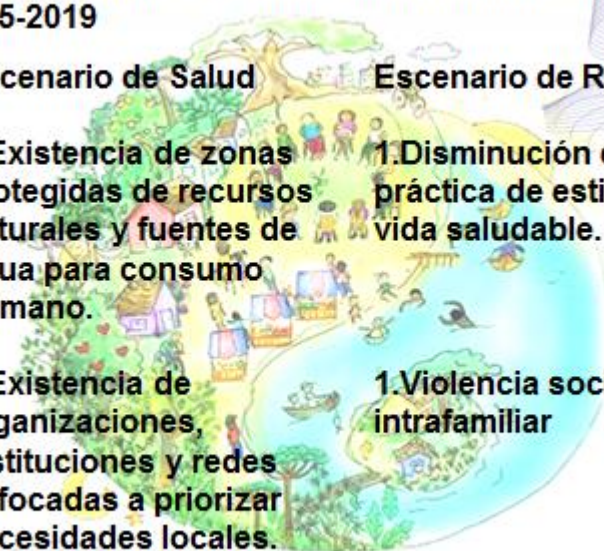 5-2019
cenario de Salud
Escenario de R
Existencia de zonas
otegidas de recursos
turales y fuentes de
ua para consumo
mano.
1.Disminución
práctica de esti
vida saludable.
Existencia de
ganizaciones,
stituciones y redes
focadas a priorizar
cesidades locales.
1.Violencia soc
intrafamiliar